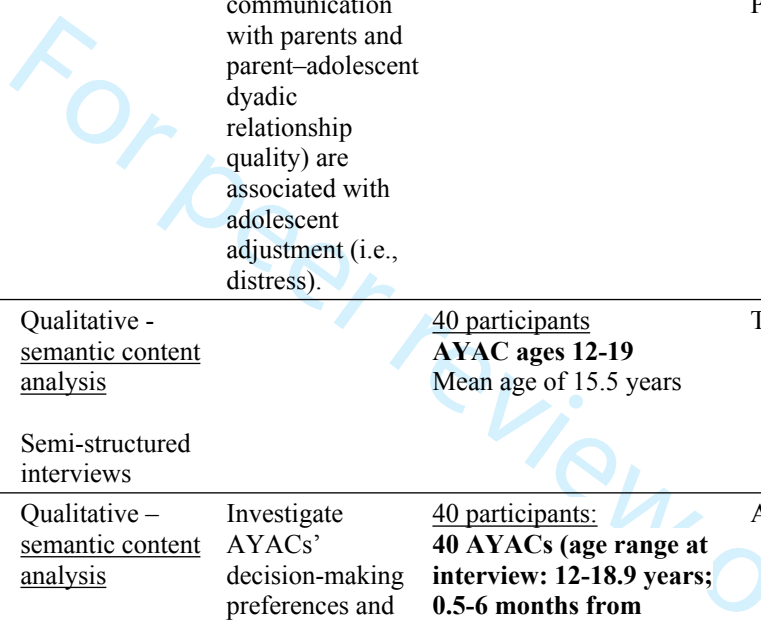 communication
with parents and
parent–adolescent
dyadic
relationship
quality) are
associated with
adolescent
adjustment (i.e.,
distress).
Qualitative -
semantic content
analysis
Semi-structured
interviews
40 participants
AYAC ages 12-19
Mean age of 15.5 years
Qualitative –
semantic content
analysis
Investigate
AYACs’
decision-making
preferences and
40 participants:
40 AYACs (age range at
interview: 12-18.9 years;
0.5-6 months from
For peer review o